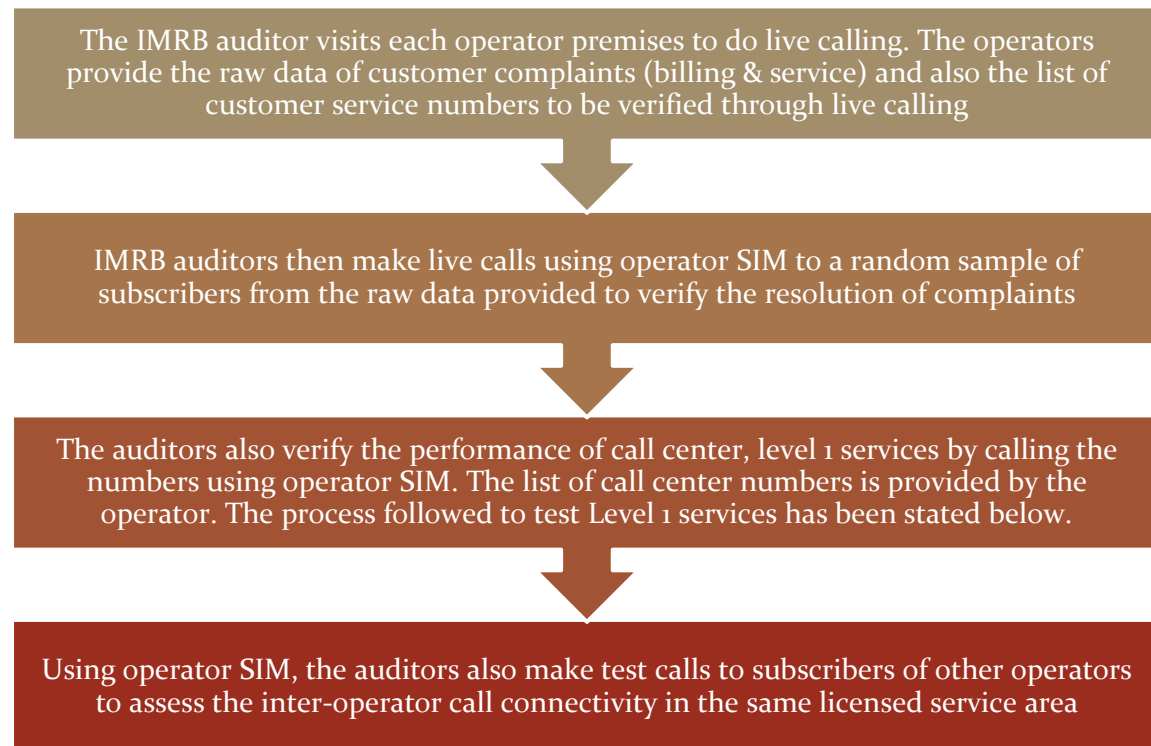 The IMRB auditor visits each operator premises to do live calling. The operators
provide the raw data of customer complaints (billing & service) and also the list of
customer service numbers to be verified through live calling
IMRB auditors then make live calls using operator SIM to a random sample of
subscribers from the raw data provided to verify the resolution of complaints
The auditors also verify the performance of call center, level 1 services by calling the
numbers using operator SIM. The list of call center numbers is provided by the
operator. The process followed to test Level 1 services has been stated below.
Using operator SIM, the auditors also make test calls to subscribers of other operators
to assess the inter-operator call connectivity in the same licensed service area